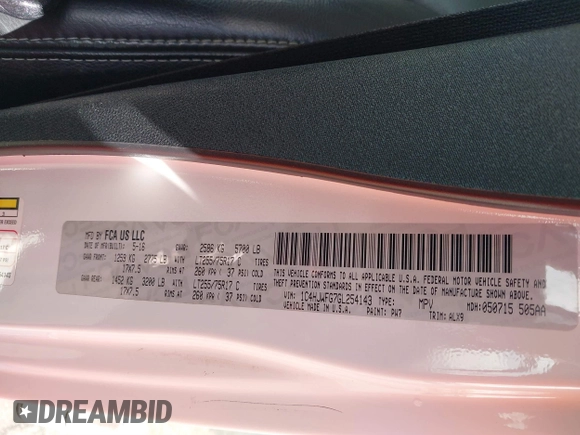 MFD BY FCA US LLC
DATE OF MFR(BUILT): 5-16 GVWR: 2586 KG 5700 LB
GAWR FRONT: 1259 KG 2775 LB WITH LT255/75R17 C TIRES
17X7.5 RIMS AT 260 KPA ( 37 PSI) COLD
GAWR REAR: 1452 KG 3200 LB WITH LT255/75R17 C TIRES
17X7.5 RIMS AT 260 KPA ( 37 PSI) COLD
THIS VEHICLE CONFORMS TO ALL APPLICABLE U.S.A. FEDERAL MOTOR VEHICLE SAFETY AND
THEFT PREVENTION STANDARDS IN EFFECT ON THE DATE OF MANUFACTURE SHOWN ABOVE.
VIN: 1C4HJWFG7GL254143 TYPE: MPV MDH: 050715 505AA
VEHICLE MADE IN U.S.A. PAINT: PW7 TRIM: ALX9
DREAMBID